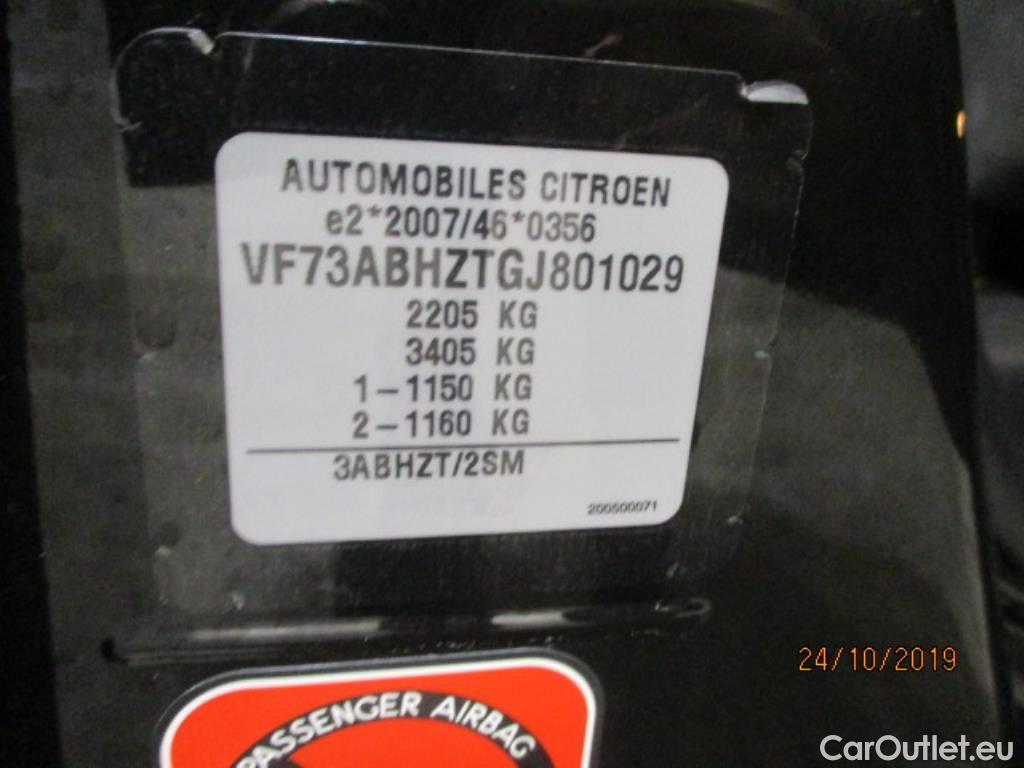 AUTOMOBILES CITROEN
e2*2007/46*0356
VF73ABHZTGJ801029
2205 KG
3405 KG
1-1150 KG
2-1160 KG
3ABHZT/2SM
200500071
24/10/2019
PASSENGER AIRBAG
CarOutlet.eu